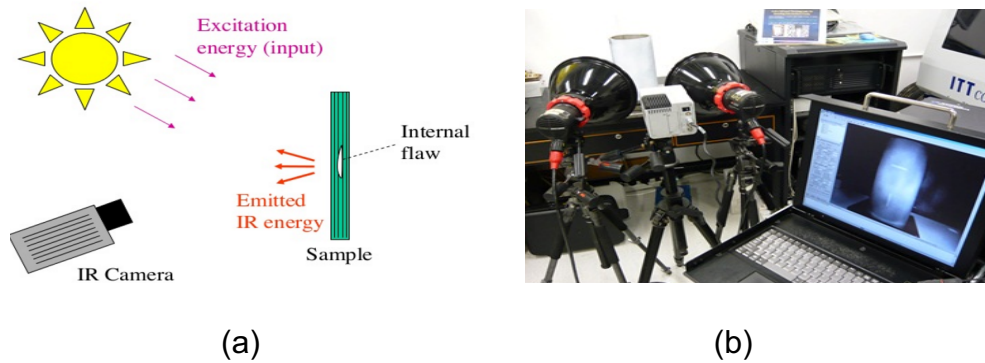 Excitation
energy (input)
Internal
flaw
Emitted
IR energy
Sample
IR Camera
ITT
(a)
(b)